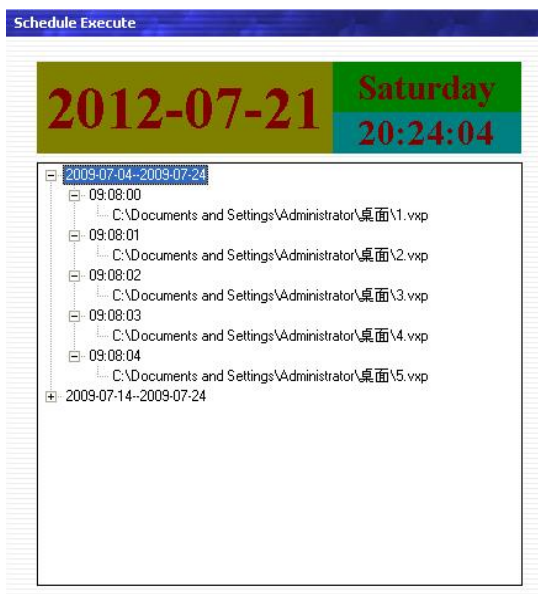 Schedule Execute
2012-07-21
Saturday
20:24:04
2009-07-04--2009-07-24
09:08:00
C:\Documents and Settings\Administrator\桌面\1.vxp
09:08:01
C:\Documents and Settings\Administrator\桌面\2.vxp
09:08:02
C:\Documents and Settings\Administrator\桌面\3.vxp
09:08:03
C:\Documents and Settings\Administrator\桌面\4.vxp
09:08:04
C:\Documents and Settings\Administrator\桌面\5.vxp
2009-07-14--2009-07-24